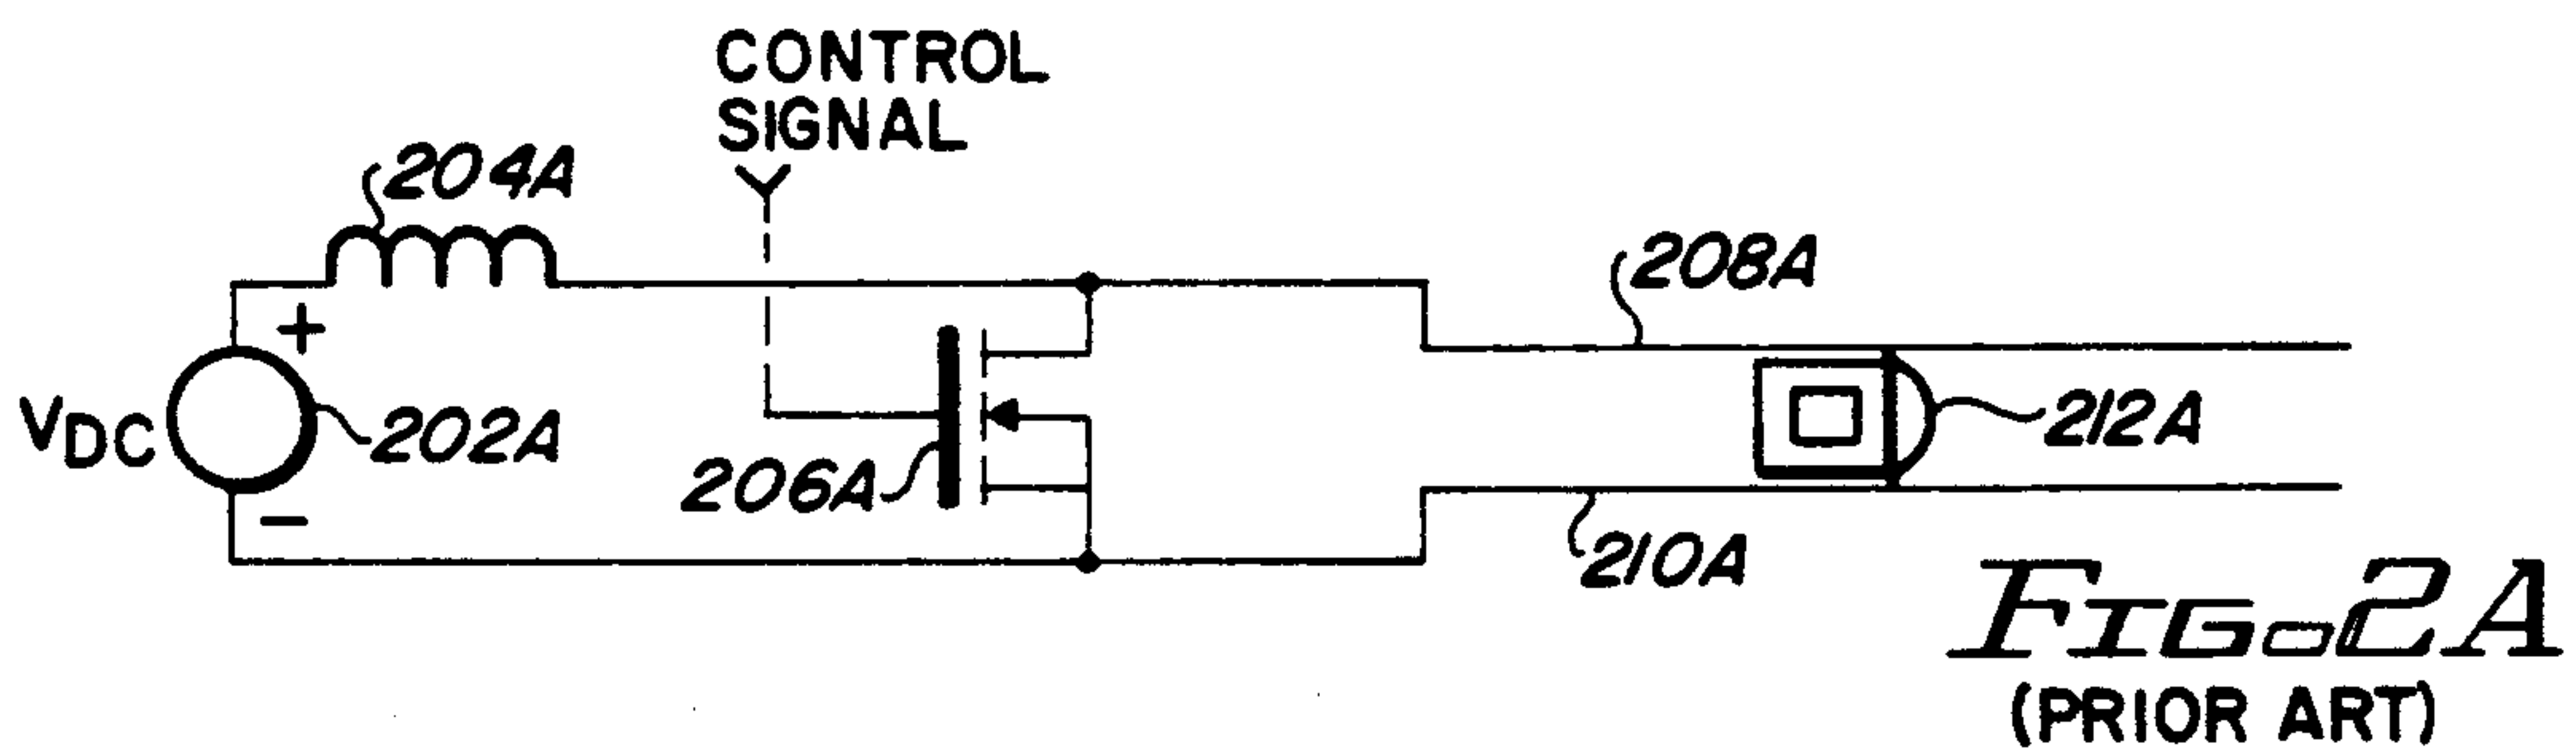 CONTROL
SIGNAL
204A
208A
+
VDC
202A
206A
212A
−
210A
FIG. 2A
(PRIOR ART)